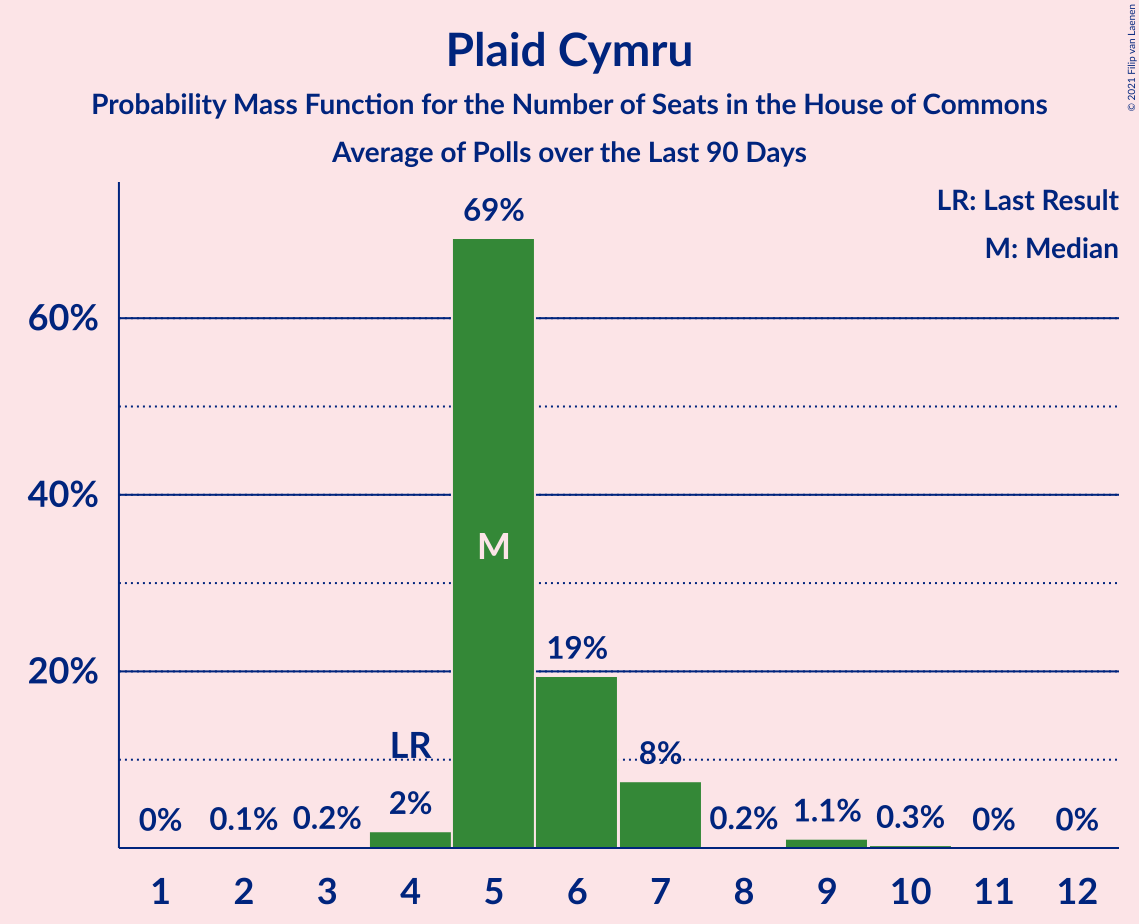 Plaid Cymru
Probability Mass Function for the Number of Seats in the House of Commons
Average of Polls over the Last 90 Days
© 2021 Filip van Laenen
LR: Last Result
M: Median
60%
40%
20%
0%
0.1%
0.2%
LR
2%
69%
M
19%
8%
0.2%
1.1%
0.3%
0%
0%
1 2 3 4 5 6 7 8 9 10 11 12